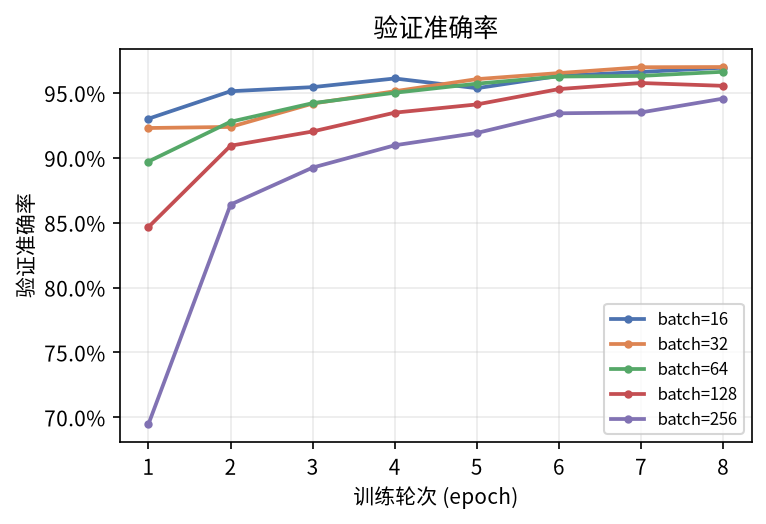 验证准确率
验证准确率
95.0%
90.0%
85.0%
80.0%
75.0%
70.0%
batch=16
batch=32
batch=64
batch=128
batch=256
1 2 3 4 5 6 7 8
训练轮次 (epoch)